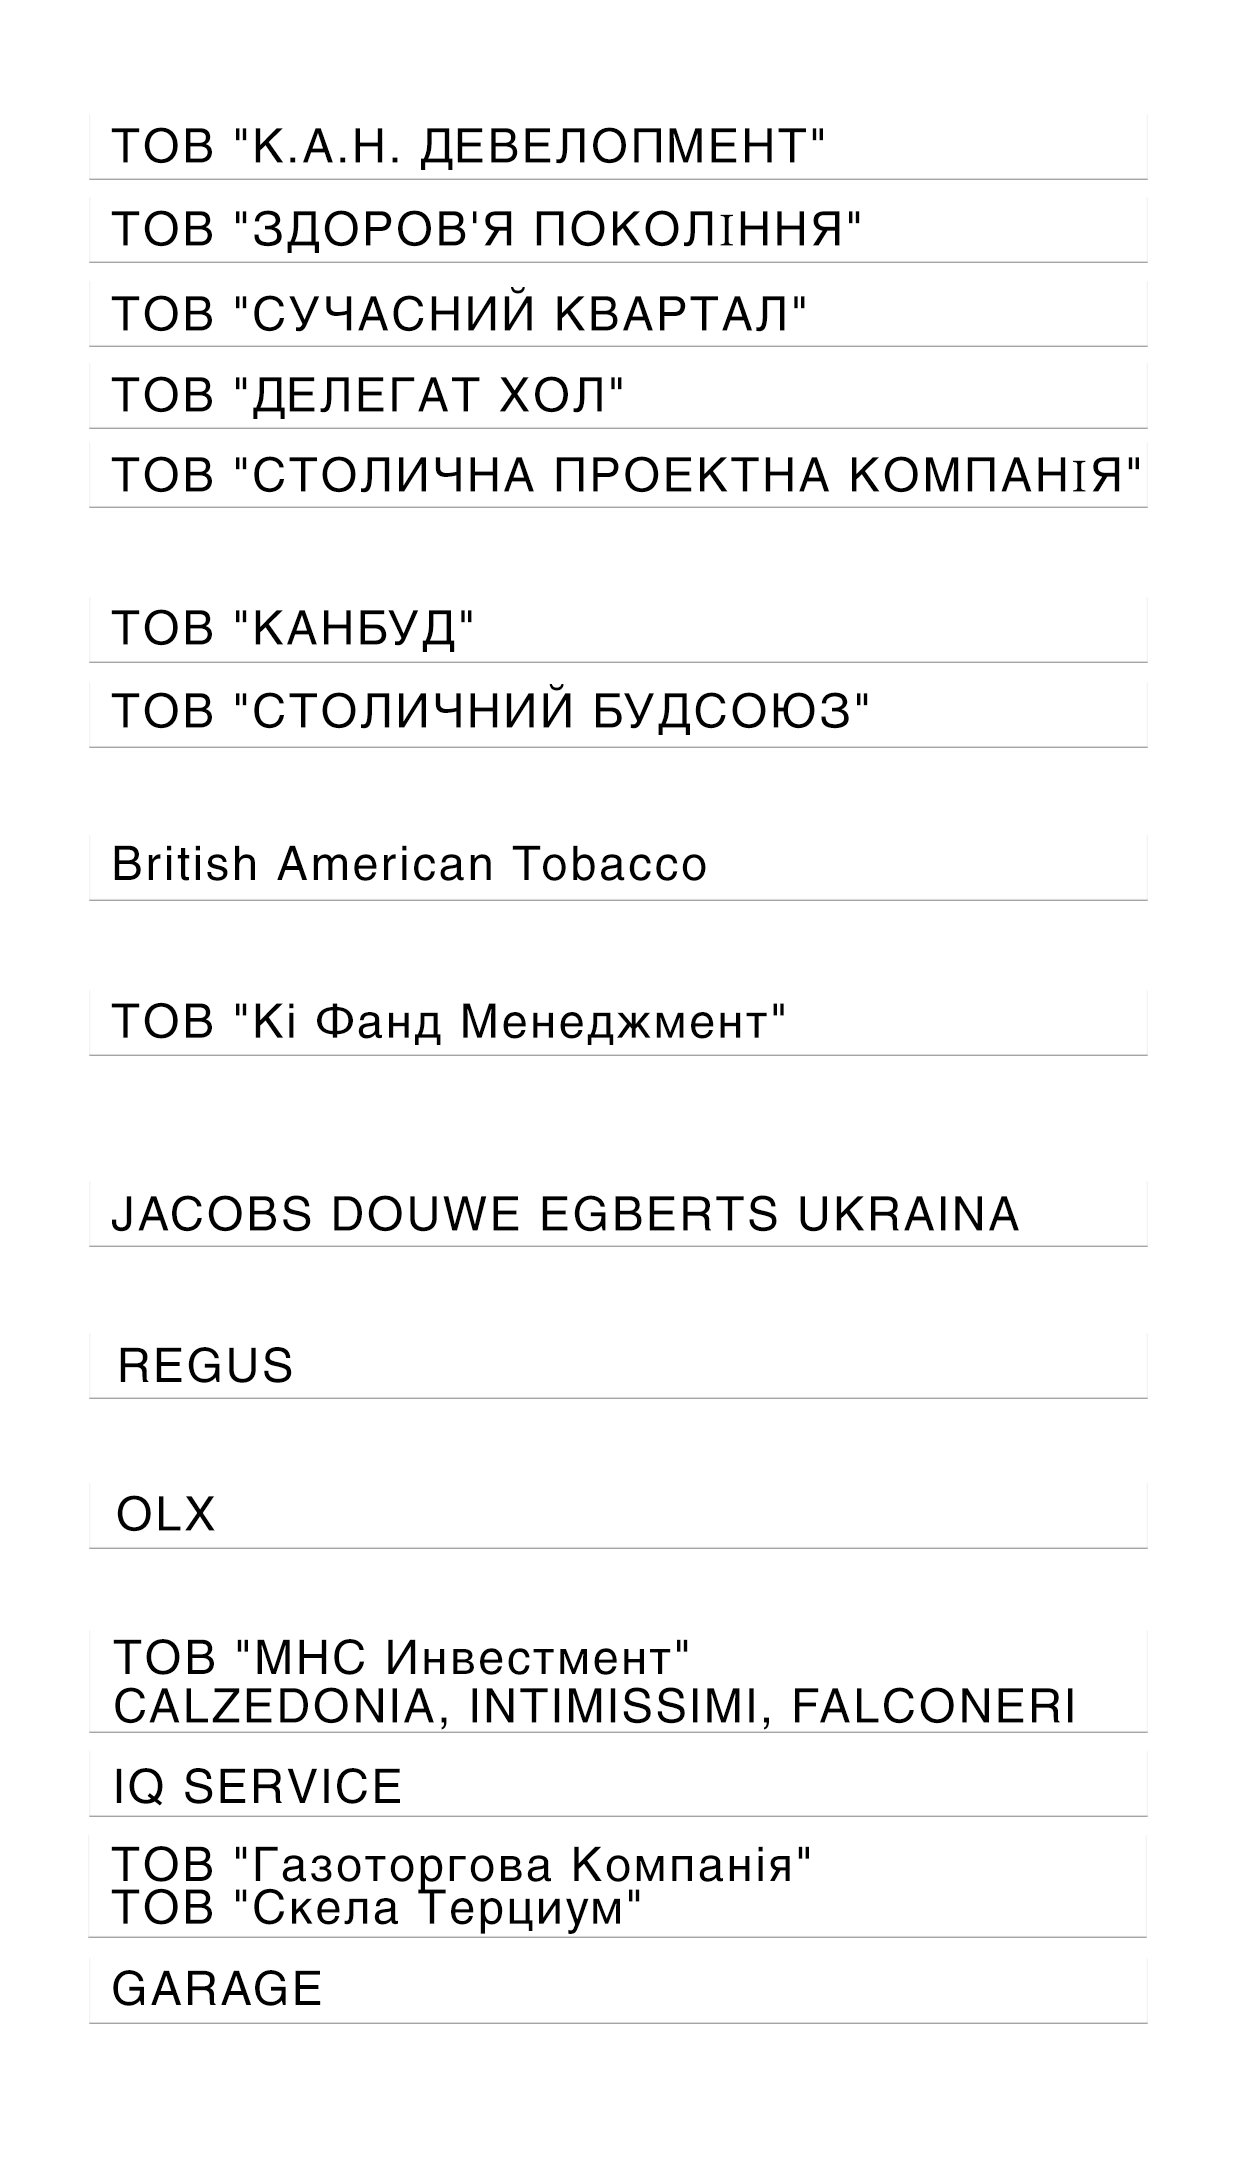 ТОВ "К.А.Н. ДЕВЕЛОПМЕНТ"
ТОВ "ЗДОРОВ'Я ПОКОЛІННЯ"
ТОВ "СУЧАСНИЙ КВАРТАЛ"
ТОВ "ДЕЛЕГАТ ХОЛ"
ТОВ "СТОЛИЧНА ПРОЕКТНА КОМПАНІЯ"
ТОВ "КАНБУД"
ТОВ "СТОЛИЧНИЙ БУДСОЮЗ"
British American Tobacco
ТОВ "Кі Фанд Менеджмент"
JACOBS DOUWE EGBERTS UKRAINA
REGUS
OLX
ТОВ "МНС Инвестмент"
CALZEDONIA, INTIMISSIMI, FALCONERI
IQ SERVICE
ТОВ "Газоторгова Компанія"
ТОВ "Скела Терциум"
GARAGE